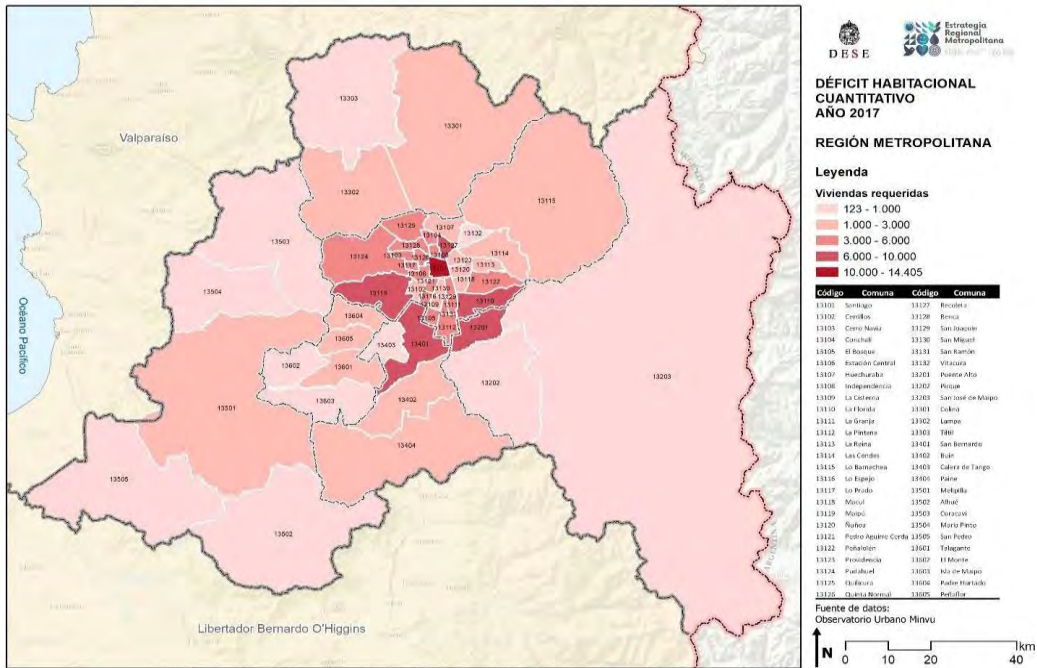 DESE
Estrategia
Regional
Metropolitana
DÉFICIT HABITACIONAL
CUANTITATIVO
AÑO 2017
REGIÓN METROPOLITANA
Leyenda
Viviendas requeridas
123 - 1.000
1.000 - 3.000
3.000 - 6.000
6.000 - 10.000
10.000 - 14.405
Código Comuna Código Comuna
13101 Santiago 13127 Recoleta
13102 Cerrillos 13128 Renca
13103 Cerro Navia 13129 San Joaquín
13104 Conchalí 13130 San Miguel
13105 El Bosque 13131 San Ramón
13106 Estación Central 13132 Vitacura
13107 Huechuraba 13201 Puente Alto
13108 Independencia 13202 Pirque
13109 La Cisterna 13203 San José de Maipo
13110 La Florida 13301 Colina
13111 La Granja 13302 Lampa
13112 La Pintana 13303 Tiltil
13113 La Reina 13401 San Bernardo
13114 Las Condes 13402 Buin
13115 Lo Barnechea 13403 Calera de Tango
13116 Lo Espejo 13404 Paine
13117 Lo Prado 13501 Melipilla
13118 Macul 13502 Alhué
13119 Maipú 13503 Curacaví
13120 Ñuñoa 13504 María Pinto
13121 Pedro Aguirre Cerda 13505 San Pedro
13122 Peñalolén 13601 Talagante
13123 Providencia 13602 El Monte
13124 Pudahuel 13603 Isla de Maipo
13125 Quilicura 13604 Padre Hurtado
13126 Quinta Normal 13605 Peñaflor
Fuente de datos:
Observatorio Urbano Minvu
N
0 10 20 40 km
Valparaíso
Océano Pacífico
Libertador Bernardo O'Higgins
13303
13301
13302
13115
13125
13107
13132
13124
13114
13503
13504
13119
13122
13110
13201
13401
13604
13605
13403
13602
13601
13603
13202
13203
13402
13404
13501
13505
13502